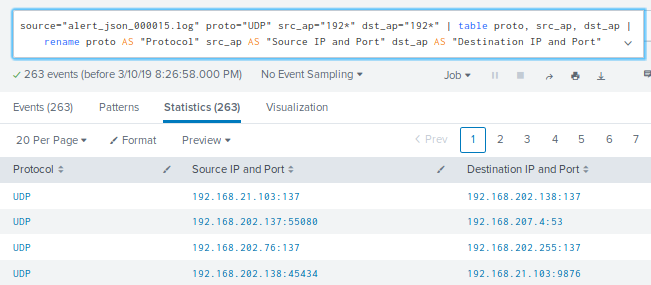 source="alert_json_000015.log" proto="UDP" src_ap="192*" dst_ap="192*" | table proto, src_ap, dst_ap |
rename proto AS "Protocol" src_ap AS "Source IP and Port" dst_ap AS "Destination IP and Port"
✓ 263 events (before 3/10/19 8:26:58.000 PM) No Event Sampling Job
Events (263) Patterns Statistics (263) Visualization
20 Per Page Format Preview < Prev 1 2 3 4 5 6 7
Protocol Source IP and Port Destination IP and Port
UDP 192.168.21.103:137 192.168.202.138:137
UDP 192.168.202.137:55080 192.168.207.4:53
UDP 192.168.202.76:137 192.168.202.255:137
UDP 192.168.202.138:45434 192.168.21.103:9876